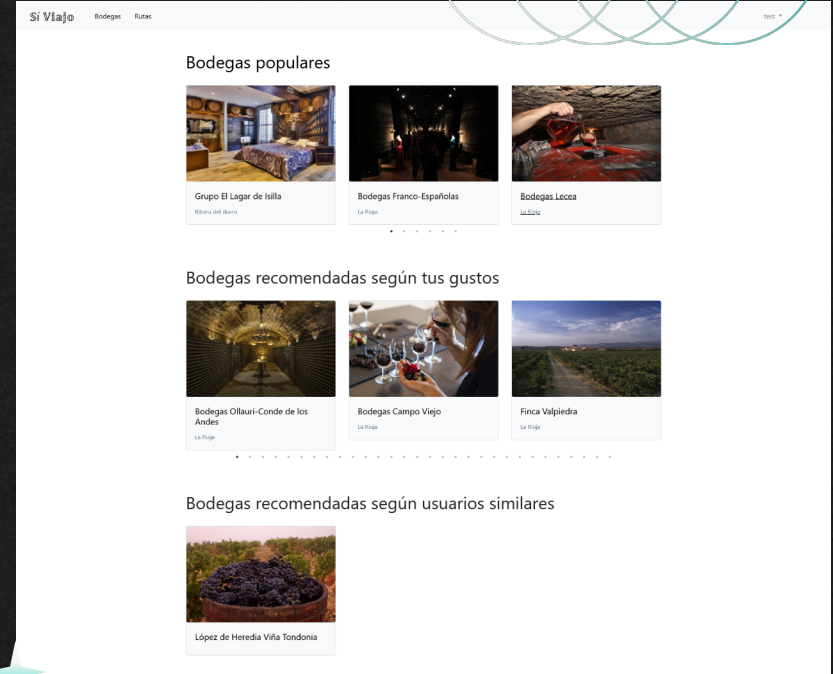 Sí Viajo Bodegas Rutas test
Bodegas populares
Grupo El Lagar de Isilla
Ribera del duero
Bodegas Franco-Españolas
La Rioja
Bodegas Lecea
La Rioja
Bodegas recomendadas según tus gustos
Bodegas Ollauri-Conde de los
Andes
La Rioja
Bodegas Campo Viejo
La Rioja
Finca Valpiedra
La Rioja
Bodegas recomendadas según usuarios similares
López de Heredia Viña Tondonia